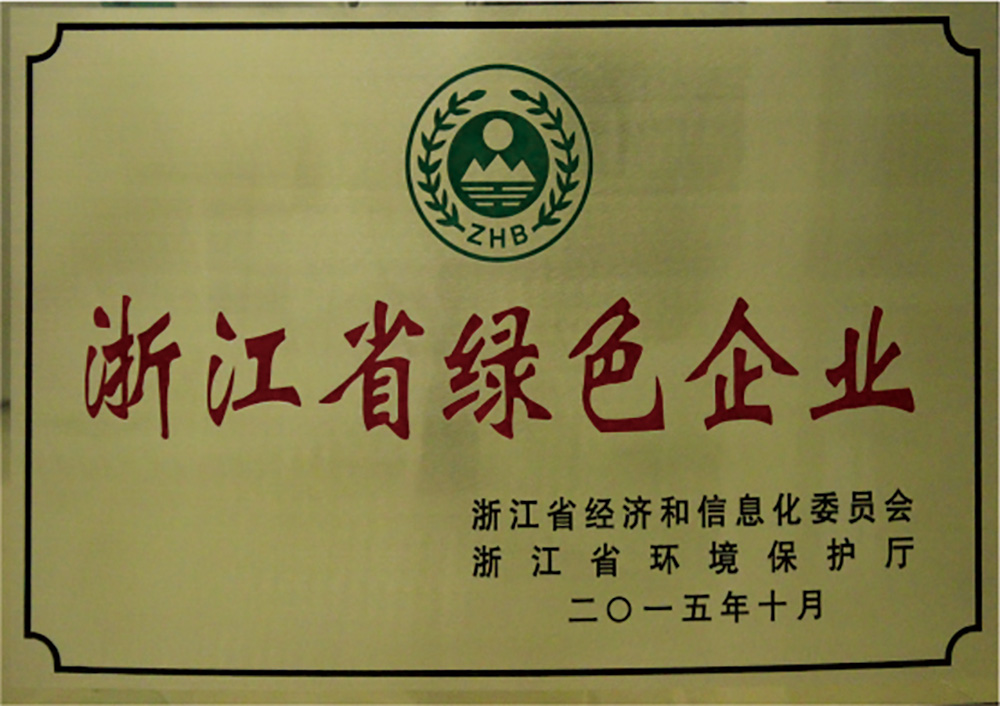 ZHB
浙江省绿色企业
浙江省经济和信息化委员会
浙江省环境保护厅
二〇一五年十月